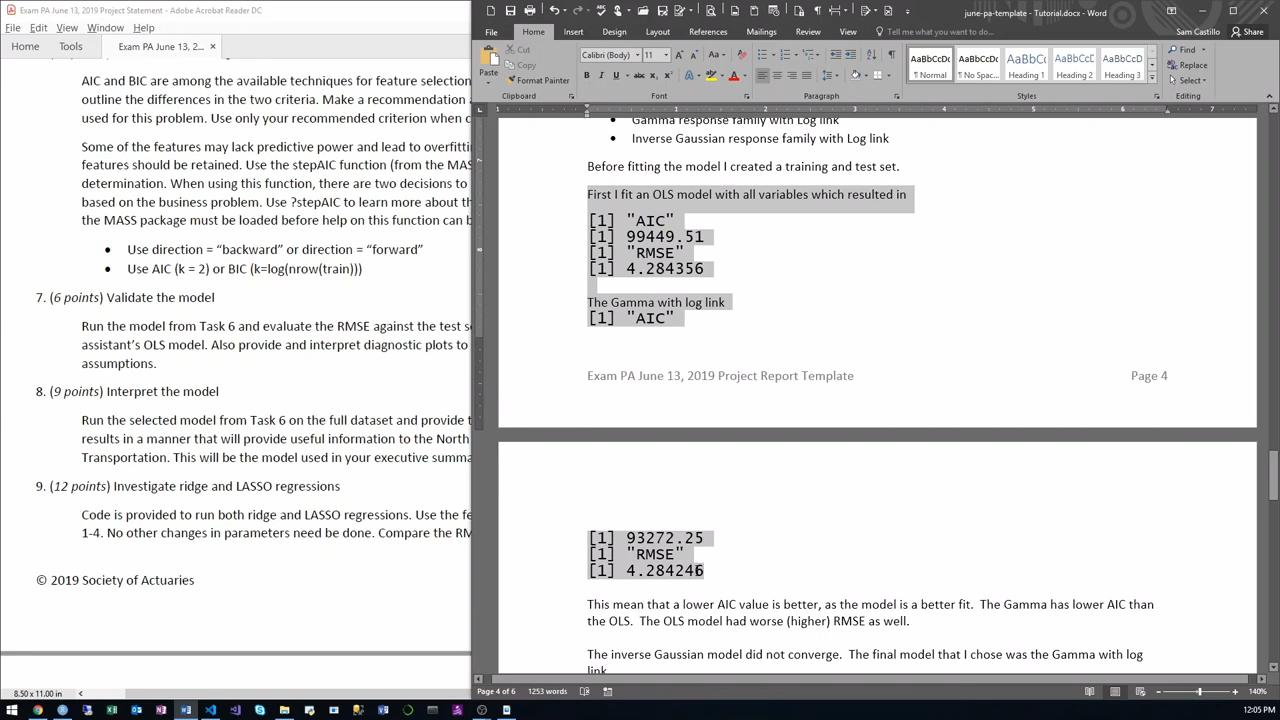 Exam PA June 13, 2019 Project Statement - Adobe Acrobat Reader DC
File Edit View Window Help
Home Tools Exam PA June 13, 2... ×
AIC and BIC are among the available techniques for feature selection
outline the differences in the two criteria. Make a recommendation a
used for this problem. Use only your recommended criterion when c
Some of the features may lack predictive power and lead to overfittin
features should be retained. Use the stepAIC function (from the MAS
determination. When using this function, there are two decisions to
based on the business problem. Use ?stepAIC to learn more about th
the MASS package must be loaded before help on this function can b
• Use direction = “backward” or direction = “forward”
• Use AIC (k = 2) or BIC (k=log(nrow(train)))
7. (6 points) Validate the model
Run the model from Task 6 and evaluate the RMSE against the test s
assistant’s OLS model. Also provide and interpret diagnostic plots to
assumptions.
8. (9 points) Interpret the model
Run the selected model from Task 6 on the full dataset and provide t
results in a manner that will provide useful information to the North
Transportation. This will be the model used in your executive summa
9. (12 points) Investigate ridge and LASSO regressions
Code is provided to run both ridge and LASSO regressions. Use the fe
1-4. No other changes in parameters need be done. Compare the RM
© 2019 Society of Actuaries
8.50 x 11.00 in
june-pa-template - Tutorial.docx - Word
Sam Castillo
File Home Insert Design Layout References Mailings Review View Tell me what you want to do... Share
Paste
Cut
Copy
Format Painter
Clipboard
Calibri (Body) 11
Font
Paragraph
AaBbCcDc AaBbCcDc AaBbCc AaBbCcD AaBbCcD
¶ Normal ¶ No Spac... Heading 1 Heading 2 Heading 3
Styles
Find
Replace
Select
Editing
• Gamma response family with Log link
• Inverse Gaussian response family with Log link
Before fitting the model I created a training and test set.
First I fit an OLS model with all variables which resulted in
[1] "AIC"
[1] 99449.51
[1] "RMSE"
[1] 4.284356
The Gamma with log link
[1] "AIC"
Exam PA June 13, 2019 Project Report Template Page 4
[1] 93272.25
[1] "RMSE"
[1] 4.284246
This mean that a lower AIC value is better, as the model is a better fit. The Gamma has lower AIC than
the OLS. The OLS model had worse (higher) RMSE as well.
The inverse Gaussian model did not converge. The final model that I chose was the Gamma with log
link
Page 4 of 6 1253 words 140%
12:05 PM